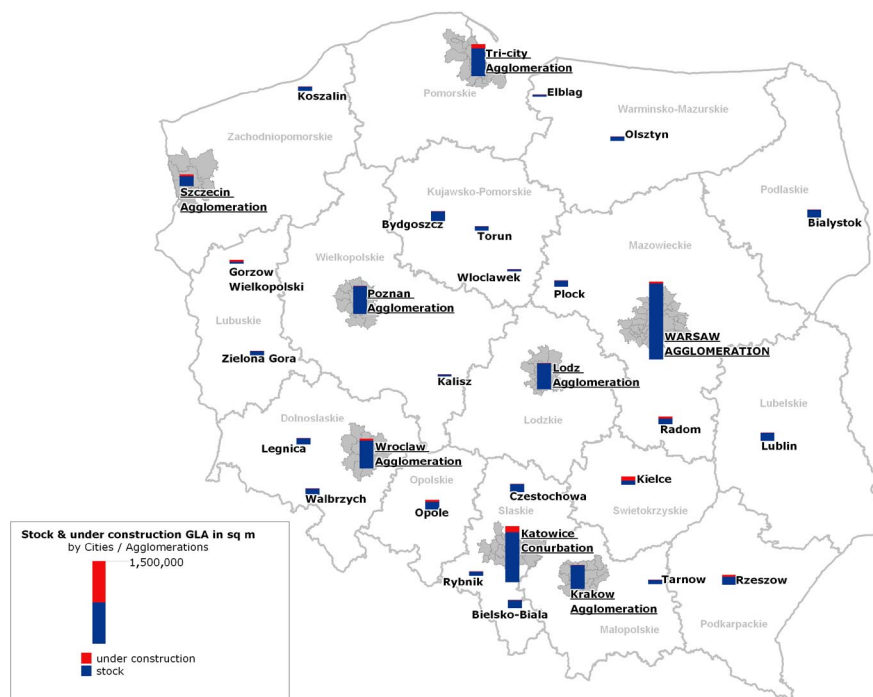 Tri-city
Agglomeration
Koszalin
Pomorskie
Elblag
Warminsko-Mazurskie
Olsztyn
Zachodniopomorskie
Szczecin
Agglomeration
Kujawsko-Pomorskie
Podlaskie
Bydgoszcz
Torun
Bialystok
Mazowieckie
Wielkopolskie
Gorzow
Wielkopolski
Wloclawek
Plock
Poznan
Agglomeration
Lubuskie
WARSAW
AGGLOMERATION
Zielona Gora
Lodz
Agglomeration
Kalisz
Lubelskie
Dolnoslaskie
Lodzkie
Radom
Legnica
Wroclaw
Agglomeration
Lublin
Opolskie
Kielce
Walbrzych
Czestochowa
Opole
Slaskie
Swietokrzyskie
Katowice
Conurbation
Rybnik
Krakow
Agglomeration
Tarnow
Rzeszow
Bielsko-Biala
Malopolskie
Podkarpackie
Stock & under construction GLA in sq m
by Cities / Agglomerations
1,500,000
under construction
stock